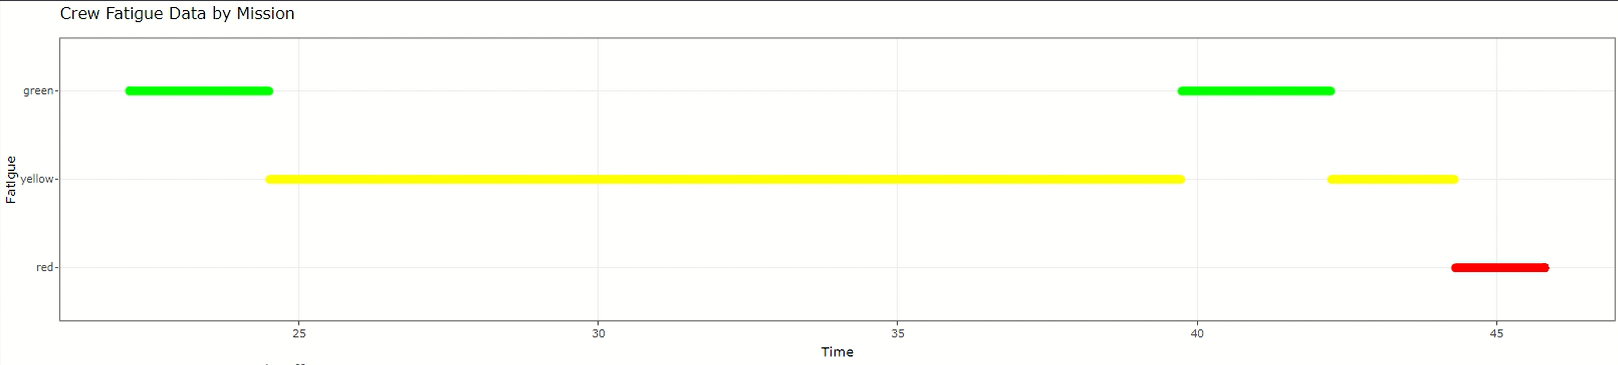 Crew Fatigue Data by Mission
Fatigue
green
yellow
red
25 30 35 40 45
Time